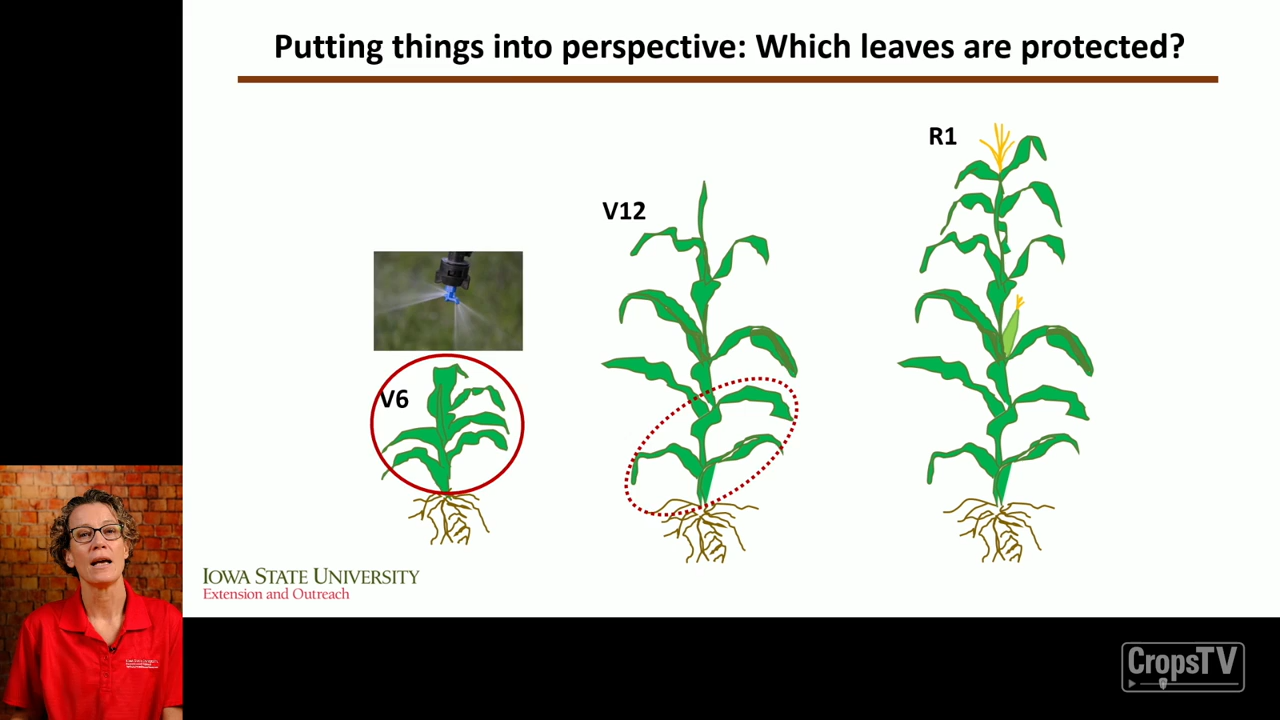 Putting things into perspective: Which leaves are protected?
R1
V12
V6
IOWA STATE UNIVERSITY
Extension and Outreach
CropsTV